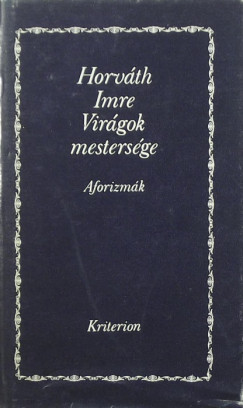 Horváth
Imre
Virágok
mestersége
Aforizmák
Kriterion